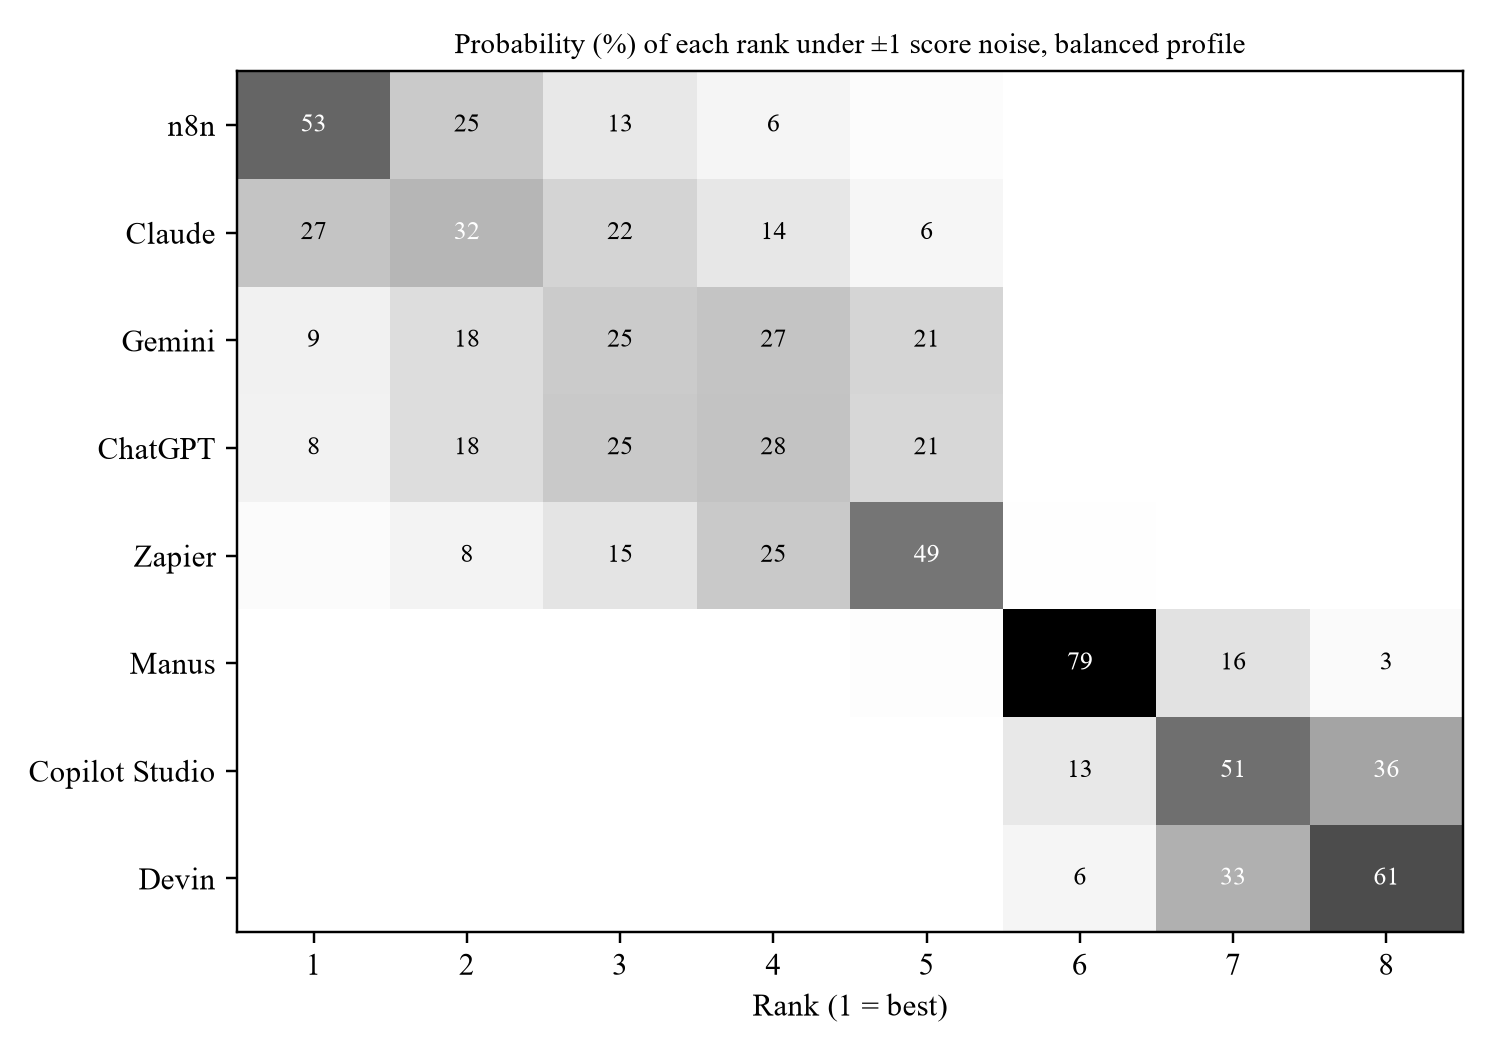 Probability (%) of each rank under ±1 score noise, balanced profile
n8n 53 25 13 6
Claude 27 32 22 14 6
Gemini 9 18 25 27 21
ChatGPT 8 18 25 28 21
Zapier 8 15 25 49
Manus 79 16 3
Copilot Studio 13 51 36
Devin 6 33 61
1 2 3 4 5 6 7 8
Rank (1 = best)